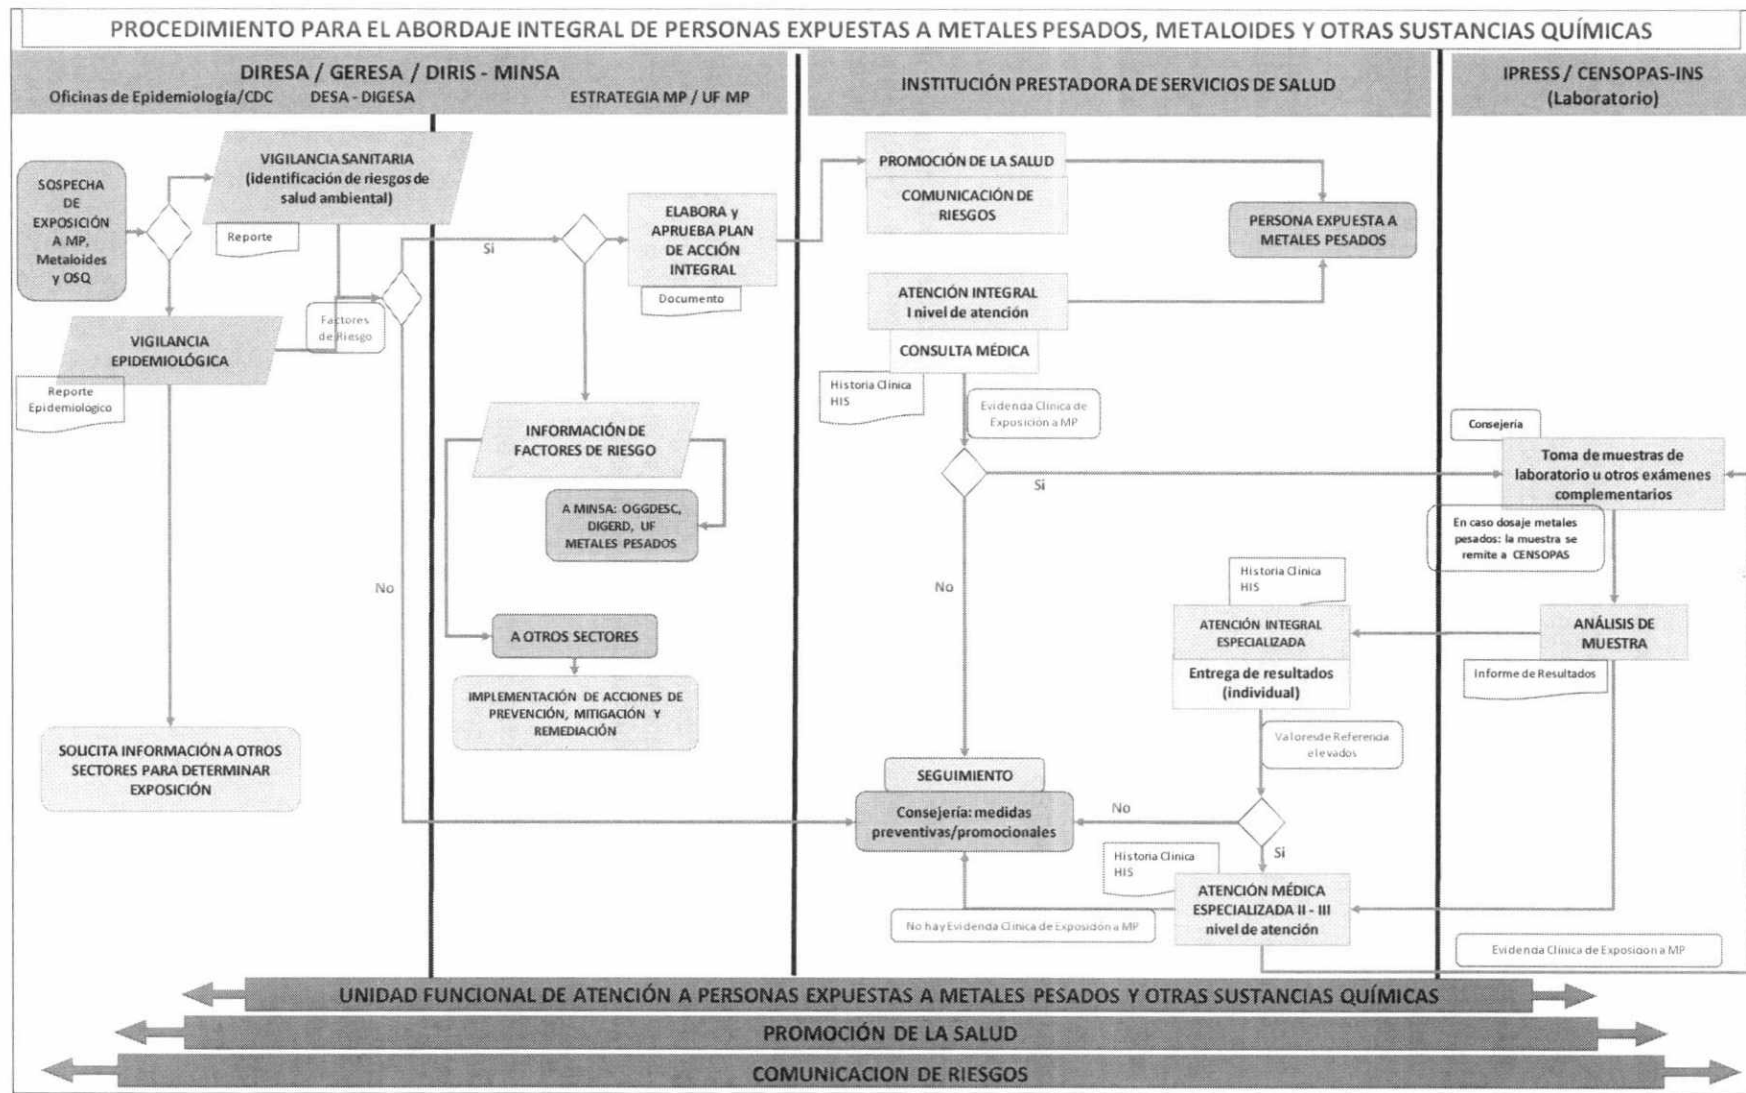 PROCEDIMIENTO PARA EL ABORDAJE INTEGRAL DE PERSONAS EXPUESTAS A METALES PESADOS, METALOIDES Y OTRAS SUSTANCIAS QUÍMICAS
DIRESA / GERESA / DIRIS - MINSA
Oficinas de Epidemiología/CDC
DESA - DIGESA
ESTRATEGIA MP / UF MP
INSTITUCIÓN PRESTADORA DE SERVICIOS DE SALUD
IPRESS / CENSOPAS-INS
(Laboratorio)
SOSPECHA
DE
EXPOSICIÓN
A MP,
Metaloides
y OSQ
VIGILANCIA SANITARIA
(identificación de riesgos de
salud ambiental)
Reporte
VIGILANCIA
EPIDEMIOLÓGICA
Reporte
Epidemiologico
Factores
de Riesgo
SOLICITA INFORMACIÓN A OTROS
SECTORES PARA DETERMINAR
EXPOSICIÓN
Si
No
ELABORA y
APRUEBA PLAN
DE ACCIÓN
INTEGRAL
Documento
INFORMACIÓN DE
FACTORES DE RIESGO
A MINSA: OGGDESC,
DIGERD, UF
METALES PESADOS
A OTROS SECTORES
IMPLEMENTACIÓN DE ACCIONES DE
PREVENCIÓN, MITIGACIÓN Y
REMEDIACIÓN
PROMOCIÓN DE LA SALUD
COMUNICACIÓN DE
RIESGOS
PERSONA EXPUESTA A
METALES PESADOS
ATENCIÓN INTEGRAL
I nivel de atención
CONSULTA MÉDICA
Historia Clínica
HIS
Evidencia Clínica de
Exposición a MP
Si
No
Consejería
Toma de muestras de
laboratorio u otros exámenes
complementarios
En caso dosaje metales
pesados: la muestra se
remite a CENSOPAS
ANÁLISIS DE
MUESTRA
Informe de Resultados
Historia Clínica
HIS
ATENCIÓN INTEGRAL
ESPECIALIZADA
Entrega de resultados
(individual)
Valores de Referencia
elevados
SEGUIMIENTO
Consejería: medidas
preventivas/promocionales
No
Si
Historia Clinica
HIS
ATENCIÓN MÉDICA
ESPECIALIZADA II - III
nivel de atención
No hay Evidencia Clínica de Exposición a MP
Evidencia Clínica de Exposicion a MP
UNIDAD FUNCIONAL DE ATENCIÓN A PERSONAS EXPUESTAS A METALES PESADOS Y OTRAS SUSTANCIAS QUÍMICAS
PROMOCIÓN DE LA SALUD
COMUNICACION DE RIESGOS